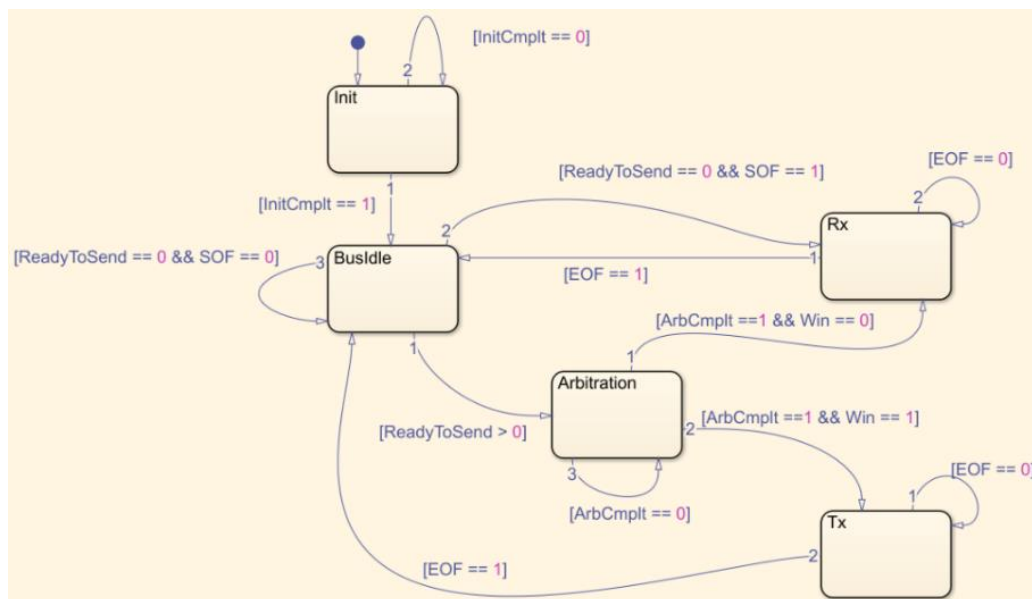 [InitCmplt == 0]
2
Init
1
[InitCmplt == 1]
[ReadyToSend == 0 && SOF == 1]
[EOF == 0]
2
Rx
1
2
BusIdle
3
[ReadyToSend == 0 && SOF == 0]
[EOF == 1]
1
[ArbCmplt ==1 && Win == 0]
1
Arbitration
[ReadyToSend > 0]
2
[ArbCmplt ==1 && Win == 1]
3
[ArbCmplt == 0]
[EOF == 0]
1
Tx
2
[EOF == 1]